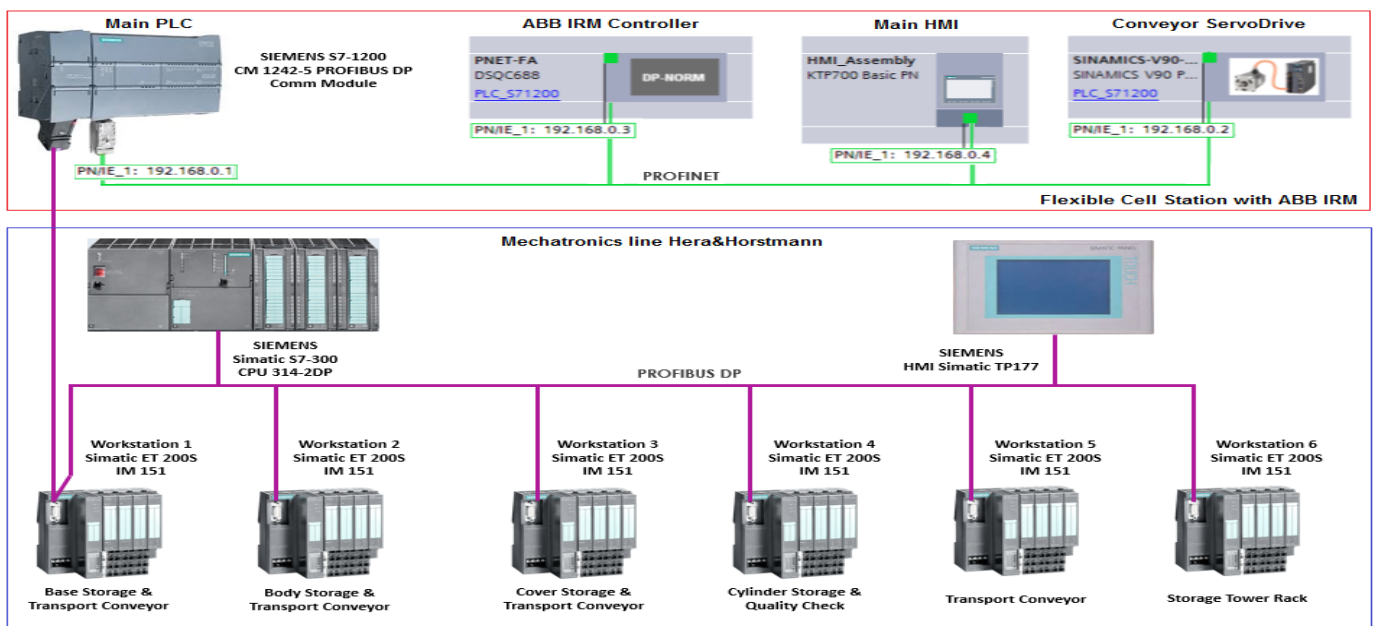 Main PLC
SIEMENS S7-1200
CM 1242-5 PROFIBUS DP
Comm Module
PN/IE_1: 192.168.0.1
ABB IRM Controller
PNET-FA
DSQC688
PLC_S71200
DP-NORM
PN/IE_1: 192.168.0.3
Main HMI
HMI_Assembly
KTP700 Basic PN
PN/IE_1: 192.168.0.4
Conveyor ServoDrive
SINAMICS-V90-...
SINAMICS V90 P...
PLC_S71200
PN/IE_1: 192.168.0.2
PROFINET
Flexible Cell Station with ABB IRM
Mechatronics line Hera&Horstmann
SIEMENS
Simatic S7-300
CPU 314-2DP
SIEMENS
SIMATIC PANEL
TOUCH
SIEMENS
HMI Simatic TP177
PROFIBUS DP
Workstation 1
Simatic ET 200S
IM 151
Workstation 2
Simatic ET 200S
IM 151
Workstation 3
Simatic ET 200S
IM 151
Workstation 4
Simatic ET 200S
IM 151
Workstation 5
Simatic ET 200S
IM 151
Workstation 6
Simatic ET 200S
IM 151
Base Storage &
Transport Conveyor
Body Storage &
Transport Conveyor
Cover Storage &
Transport Conveyor
Cylinder Storage &
Quality Check
Transport Conveyor
Storage Tower Rack